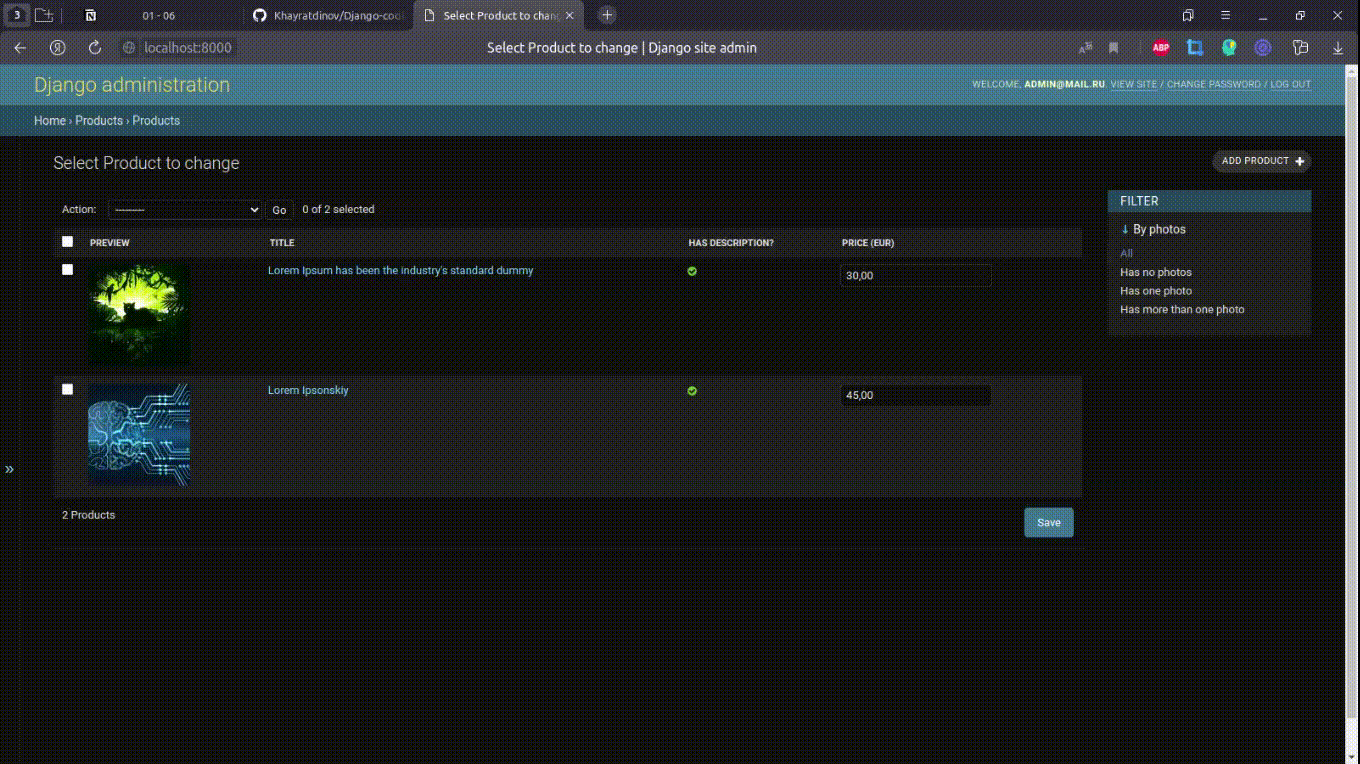 3 01 - 06 Khayratdinov/Django-cod Select Product to chang
localhost:8000 Select Product to change | Django site admin ABP
Django administration WELCOME, ADMIN@MAIL.RU. VIEW SITE / CHANGE PASSWORD / LOG OUT
Home › Products › Products
Select Product to change ADD PRODUCT +
Action: --------- Go 0 of 2 selected
FILTER
↓ By photos
All
Has no photos
Has one photo
Has more than one photo
PREVIEW TITLE HAS DESCRIPTION? PRICE (EUR)
Lorem Ipsum has been the industry's standard dummy 30,00
Lorem Ipsonskiy 45,00
»
2 Products Save